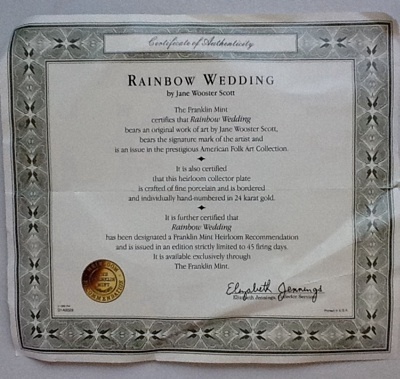 Certificate of Authenticity
RAINBOW WEDDING
by Jane Wooster Scott
The Franklin Mint
certifies that Rainbow Wedding
bears an original work of art by Jane Wooster Scott,
bears the signature mark of the artist and
is an issue in the prestigious American Folk Art Collection.
It is also certified
that this heirloom collector plate
is crafted of fine porcelain and is bordered
and individually hand-numbered in 24 karat gold.
It is further certified that
Rainbow Wedding
has been designated a Franklin Mint Heirloom Recommendation
and is issued in an edition strictly limited to 45 firing days.
It is available exclusively through
The Franklin Mint.
Elizabeth Jennings
Elizabeth Jennings,
Printed in U.S.A.